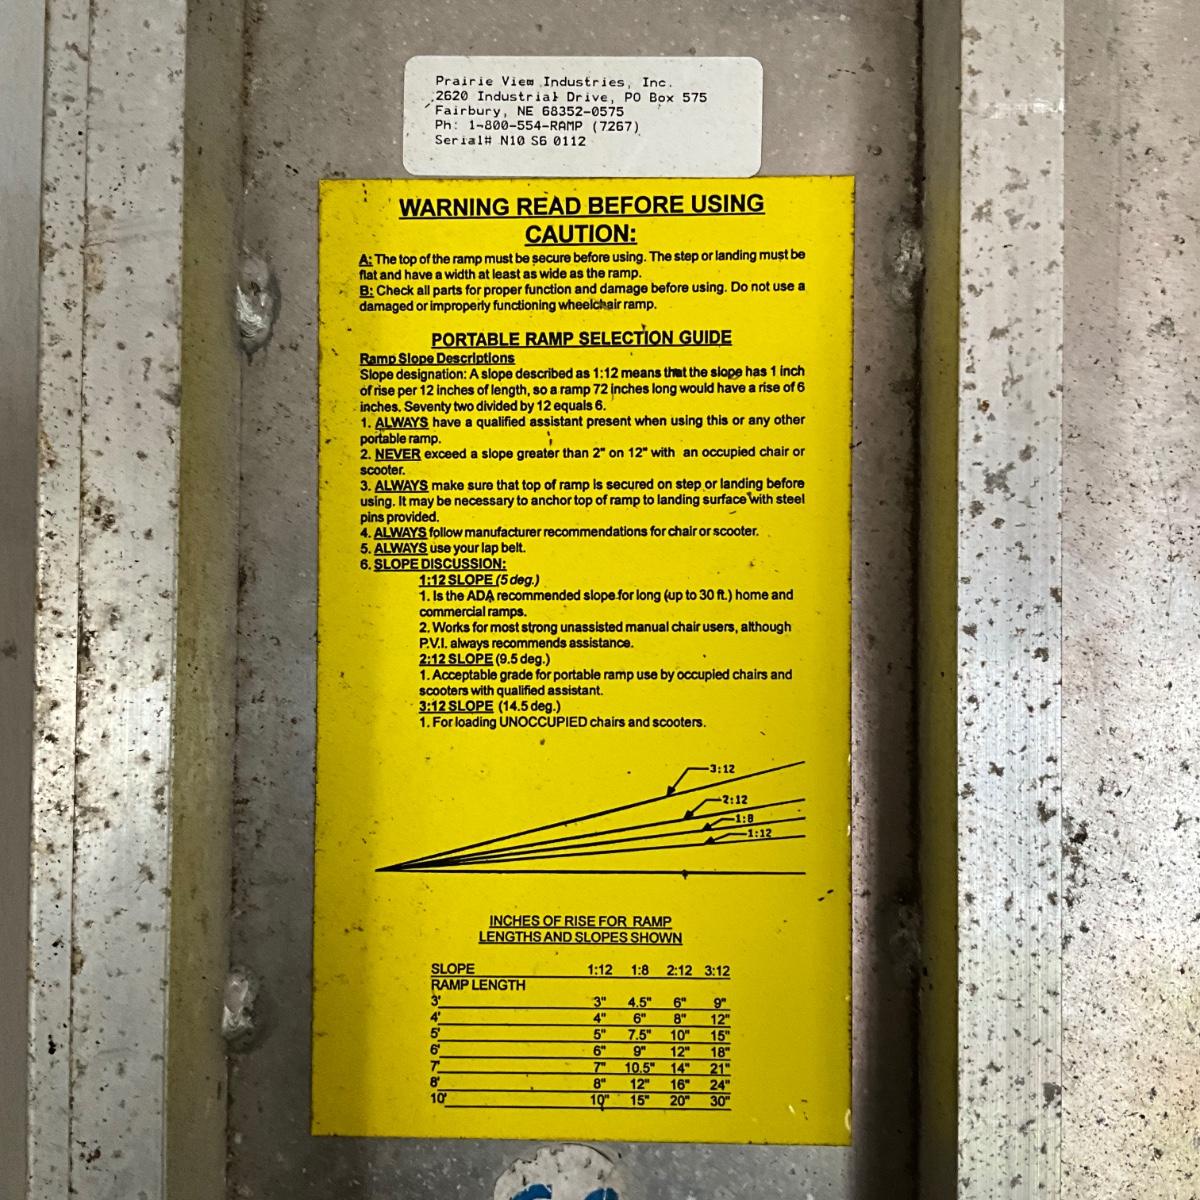 Prairie View Industries, Inc.
2620 Industrial Drive, PO Box 575
Fairbury, NE 68352-0575
Ph: 1-800-554-RAMP (7267)
Serial# N10 S6 0112
WARNING READ BEFORE USING
CAUTION:
A: The top of the ramp must be secure before using. The step or landing must be
flat and have a width at least as wide as the ramp.
B: Check all parts for proper function and damage before using. Do not use a
damaged or improperly functioning wheelchair ramp.
PORTABLE RAMP SELECTION GUIDE
Ramp Slope Descriptions
Slope designation: A slope described as 1:12 means that the slope has 1 inch
of rise per 12 inches of length, so a ramp 72 inches long would have a rise of 6
inches. Seventy two divided by 12 equals 6.
1. ALWAYS have a qualified assistant present when using this or any other
portable ramp.
2. NEVER exceed a slope greater than 2" on 12" with an occupied chair or
scooter.
3. ALWAYS make sure that top of ramp is secured on step or landing before
using. It may be necessary to anchor top of ramp to landing surface with steel
pins provided.
4. ALWAYS follow manufacturer recommendations for chair or scooter.
5. ALWAYS use your lap belt.
6. SLOPE DISCUSSION:
1:12 SLOPE (5 deg.)
1. Is the ADA recommended slope for long (up to 30 ft.) home and
commercial ramps.
2. Works for most strong unassisted manual chair users, although
P.V.I. always recommends assistance.
2:12 SLOPE (9.5 deg.)
1. Acceptable grade for portable ramp use by occupied chairs and
scooters with qualified assistant.
3:12 SLOPE (14.5 deg.)
1. For loading UNOCCUPIED chairs and scooters.
3:12
2:12
1:8
1:12
INCHES OF RISE FOR RAMP
LENGTHS AND SLOPES SHOWN
SLOPE 1:12 1:8 2:12 3:12
RAMP LENGTH
3' 3" 4.5" 6" 9"
4' 4" 6" 8" 12"
5' 5" 7.5" 10" 15"
6' 6" 9" 12" 18"
7' 7" 10.5" 14" 21"
8' 8" 12" 16" 24"
10' 10" 15" 20" 30"